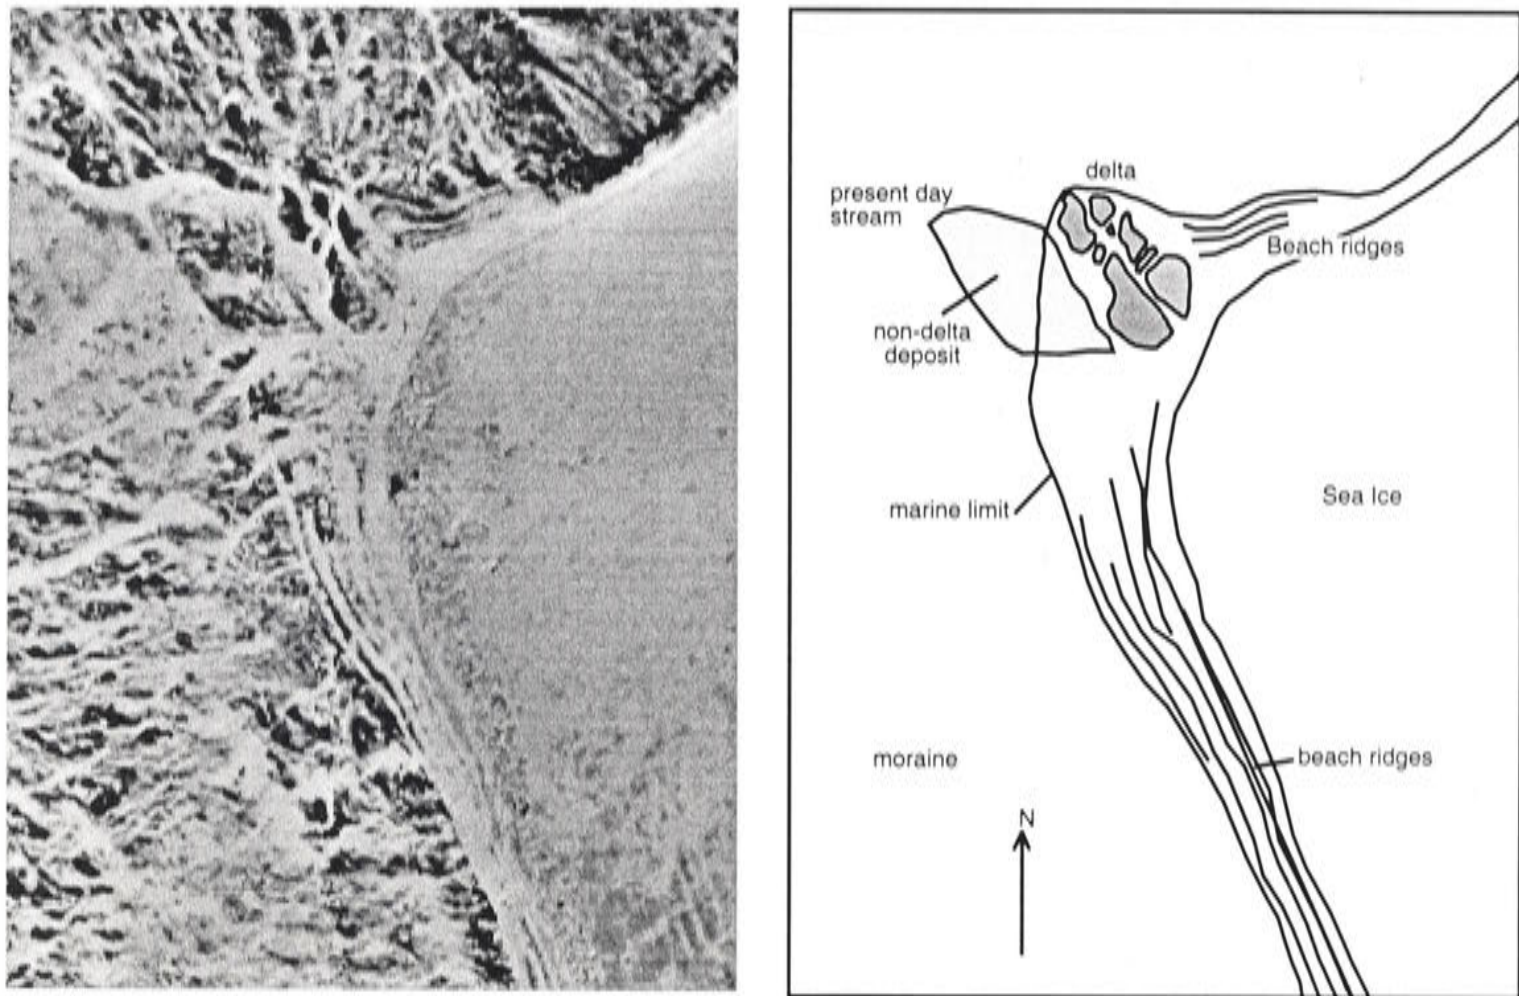 delta
present day
stream
Beach ridges
non-delta
deposit
marine limit
Sea Ice
moraine
beach ridges
N